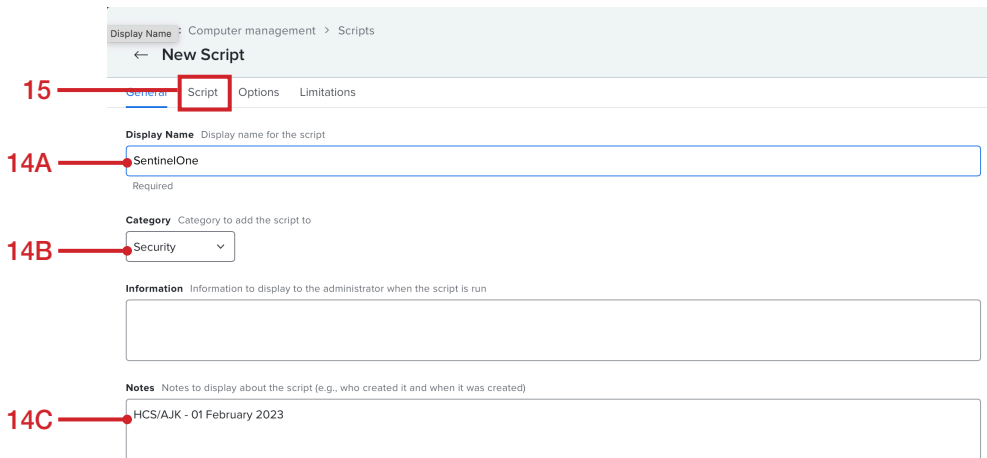 Display Name : Computer management > Scripts
← New Script
15
General Script Options Limitations
Display Name Display name for the script
14A
SentinelOne
Required
Category Category to add the script to
14B
Security
Information Information to display to the administrator when the script is run
Notes Notes to display about the script (e.g., who created it and when it was created)
14C
HCS/AJK - 01 February 2023